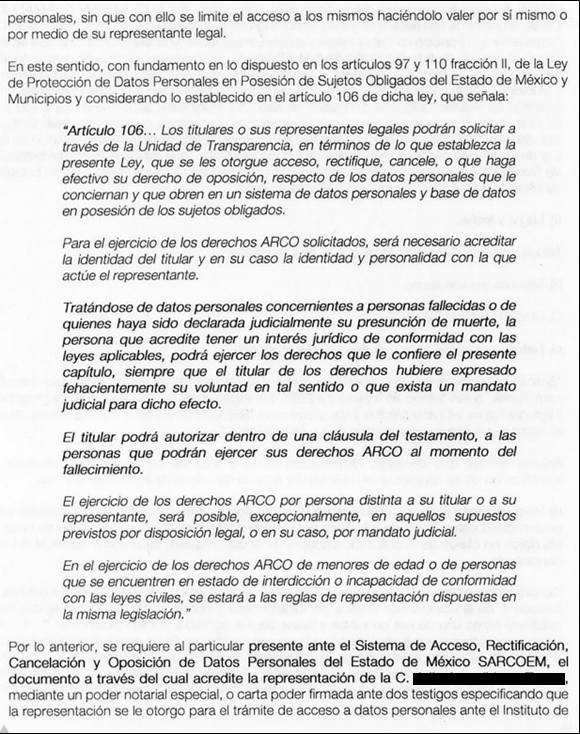 personales, sin que con ello se limite el acceso a los mismos haciéndolo valer por sí mismo o
por medio de su representante legal.
En este sentido, con fundamento en lo dispuesto en los artículos 97 y 110 fracción II, de la Ley
de Protección de Datos Personales en Posesión de Sujetos Obligados del Estado de México y
Municipios y considerando lo establecido en el artículo 106 de dicha ley, que señala:
“Artículo 106… Los titulares o sus representantes legales podrán solicitar a
través de la Unidad de Transparencia, en términos de lo que establezca la
presente Ley, que se les otorgue acceso, rectifique, cancele, o que haga
efectivo su derecho de oposición, respecto de los datos personales que le
conciernan y que obren en un sistema de datos personales y base de datos
en posesión de los sujetos obligados.
Para el ejercicio de los derechos ARCO solicitados, será necesario acreditar
la identidad del titular y en su caso la identidad y personalidad con la que
actúe el representante.
Tratándose de datos personales concernientes a personas fallecidas o de
quienes haya sido declarada judicialmente su presunción de muerte, la
persona que acredite tener un interés jurídico de conformidad con las
leyes aplicables, podrá ejercer los derechos que le confiere el presente
capítulo, siempre que el titular de los derechos hubiere expresado
fehacientemente su voluntad en tal sentido o que exista un mandato
judicial para dicho efecto.
El titular podrá autorizar dentro de una cláusula del testamento, a las
personas que podrán ejercer sus derechos ARCO al momento del
fallecimiento.
El ejercicio de los derechos ARCO por persona distinta a su titular o a su
representante, será posible, excepcionalmente, en aquellos supuestos
previstos por disposición legal, o en su caso, por mandato judicial.
En el ejercicio de los derechos ARCO de menores de edad o de personas
que se encuentren en estado de interdicción o incapacidad de conformidad
con las leyes civiles, se estará a las reglas de representación dispuestas en
la misma legislación.”
Por lo anterior, se requiere al particular presente ante el Sistema de Acceso, Rectificación,
Cancelación y Oposición de Datos Personales del Estado de México SARCOEM, el
documento a través del cual acredite la representación de la C.
mediante un poder notarial especial, o carta poder firmada ante dos testigos especificando que
la representación se le otorgo para el trámite de acceso a datos personales ante el Instituto de